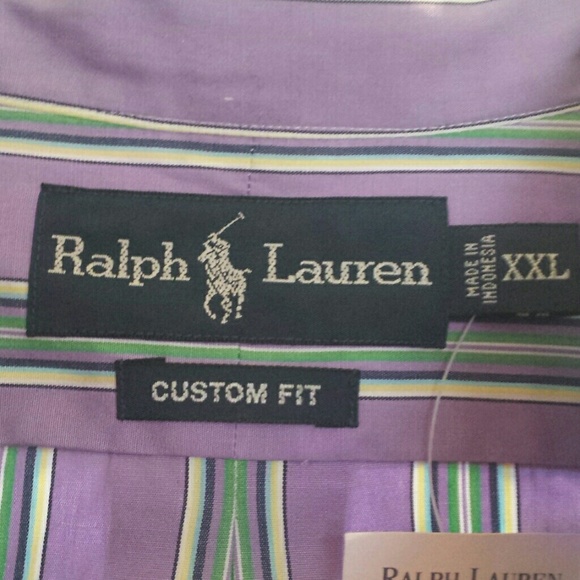 Ralph Lauren
MADE IN
INDONESIA
XXL
CUSTOM FIT
RALPH LAUREN